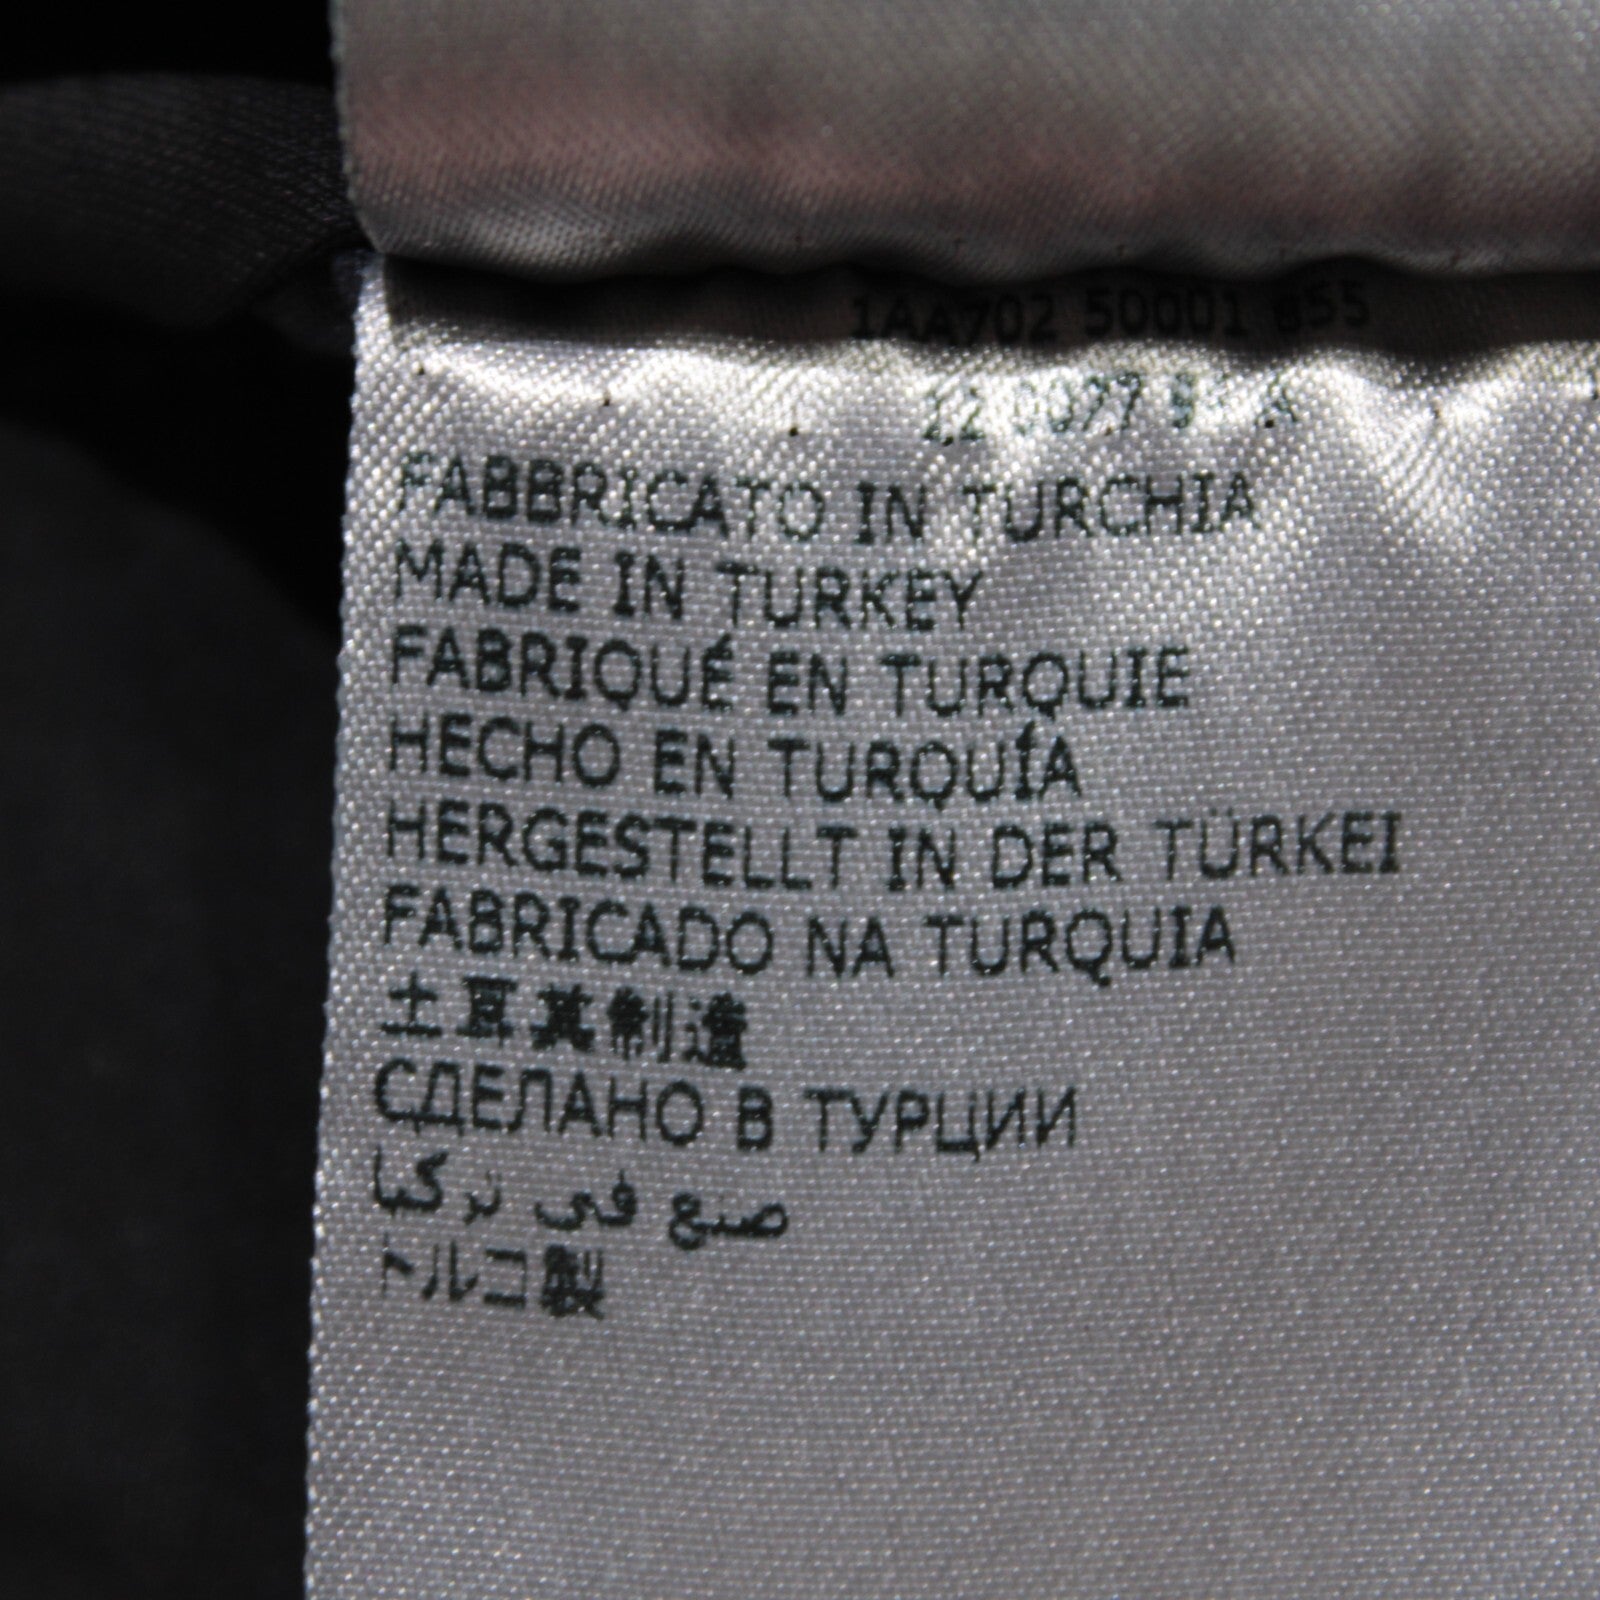 1AA702 50001
FABBRICATO IN TURCHIA
MADE IN TURKEY
FABRIQUÉ EN TURQUIE
HECHO EN TURQUÍA
HERGESTELLT IN DER TÜRKEI
FABRICADO NA TURQUIA
土耳其制造
СДЕЛАНО В ТУРЦИИ
صنع في تركيا
トルコ製